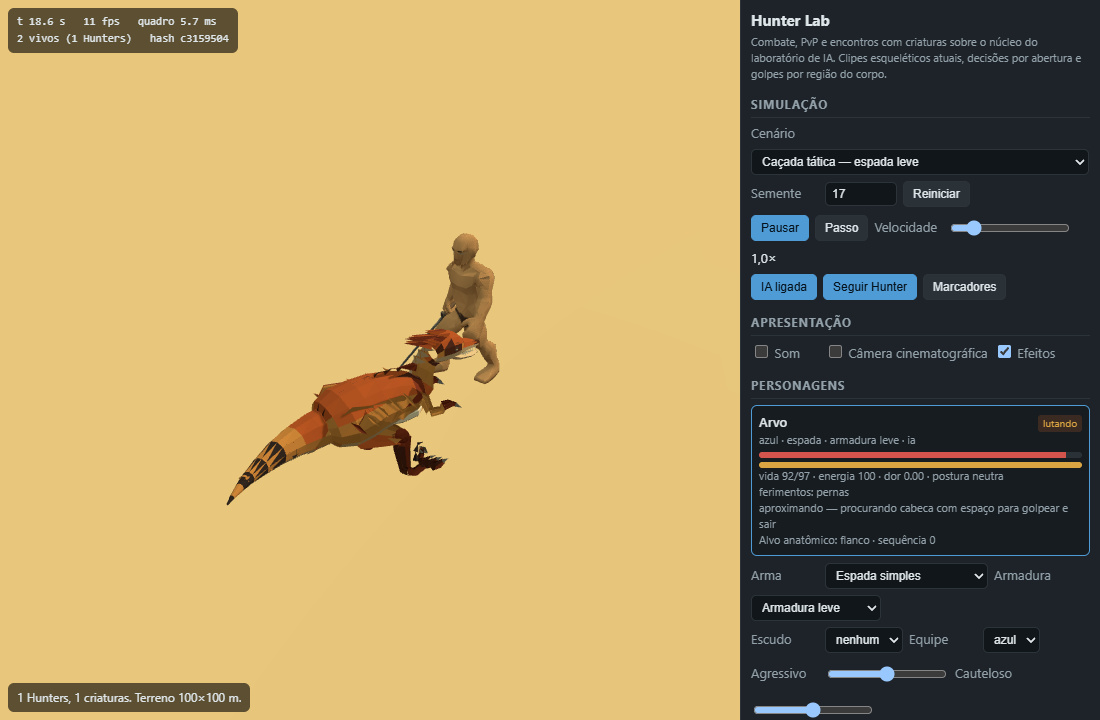 t 18.6 s   11 fps   quadro 5.7 ms
2 vivos (1 Hunters)   hash c3159504
1 Hunters, 1 criaturas. Terreno 100×100 m.
Hunter Lab
Combate, PvP e encontros com criaturas sobre o núcleo do
laboratório de IA. Clipes esqueléticos atuais, decisões por abertura e
golpes por região do corpo.
SIMULAÇÃO
Cenário
Caçada tática — espada leve
Semente 17 Reiniciar
Pausar Passo Velocidade
1,0×
IA ligada Seguir Hunter Marcadores
APRESENTAÇÃO
Som Câmera cinematográfica Efeitos
PERSONAGENS
Arvo lutando
azul · espada · armadura leve · ia
vida 92/97 · energia 100 · dor 0.00 · postura neutra
ferimentos: pernas
aproximando — procurando cabeca com espaço para golpear e
sair
Alvo anatômico: flanco · sequência 0
Arma Espada simples Armadura
Armadura leve
Escudo nenhum Equipe azul
Agressivo Cauteloso